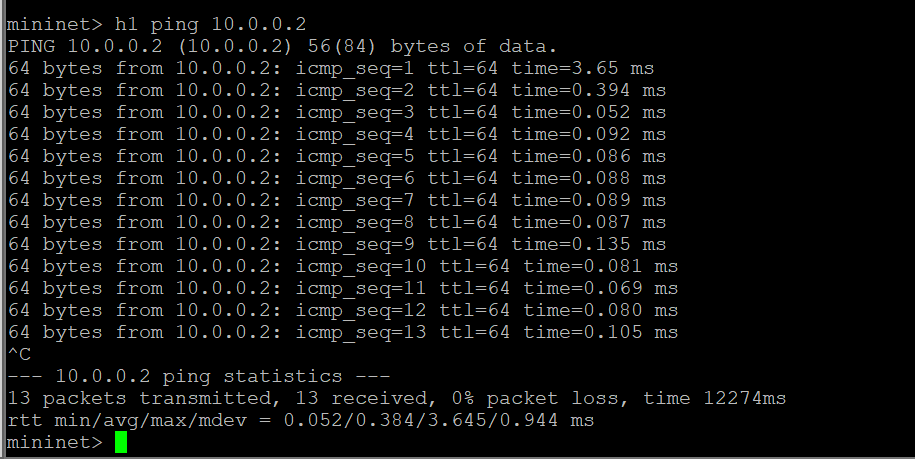 mininet> h1 ping 10.0.0.2
PING 10.0.0.2 (10.0.0.2) 56(84) bytes of data.
64 bytes from 10.0.0.2: icmp_seq=1 ttl=64 time=3.65 ms
64 bytes from 10.0.0.2: icmp_seq=2 ttl=64 time=0.394 ms
64 bytes from 10.0.0.2: icmp_seq=3 ttl=64 time=0.052 ms
64 bytes from 10.0.0.2: icmp_seq=4 ttl=64 time=0.092 ms
64 bytes from 10.0.0.2: icmp_seq=5 ttl=64 time=0.086 ms
64 bytes from 10.0.0.2: icmp_seq=6 ttl=64 time=0.088 ms
64 bytes from 10.0.0.2: icmp_seq=7 ttl=64 time=0.089 ms
64 bytes from 10.0.0.2: icmp_seq=8 ttl=64 time=0.087 ms
64 bytes from 10.0.0.2: icmp_seq=9 ttl=64 time=0.135 ms
64 bytes from 10.0.0.2: icmp_seq=10 ttl=64 time=0.081 ms
64 bytes from 10.0.0.2: icmp_seq=11 ttl=64 time=0.069 ms
64 bytes from 10.0.0.2: icmp_seq=12 ttl=64 time=0.080 ms
64 bytes from 10.0.0.2: icmp_seq=13 ttl=64 time=0.105 ms
^C
--- 10.0.0.2 ping statistics ---
13 packets transmitted, 13 received, 0% packet loss, time 12274ms
rtt min/avg/max/mdev = 0.052/0.384/3.645/0.944 ms
mininet>